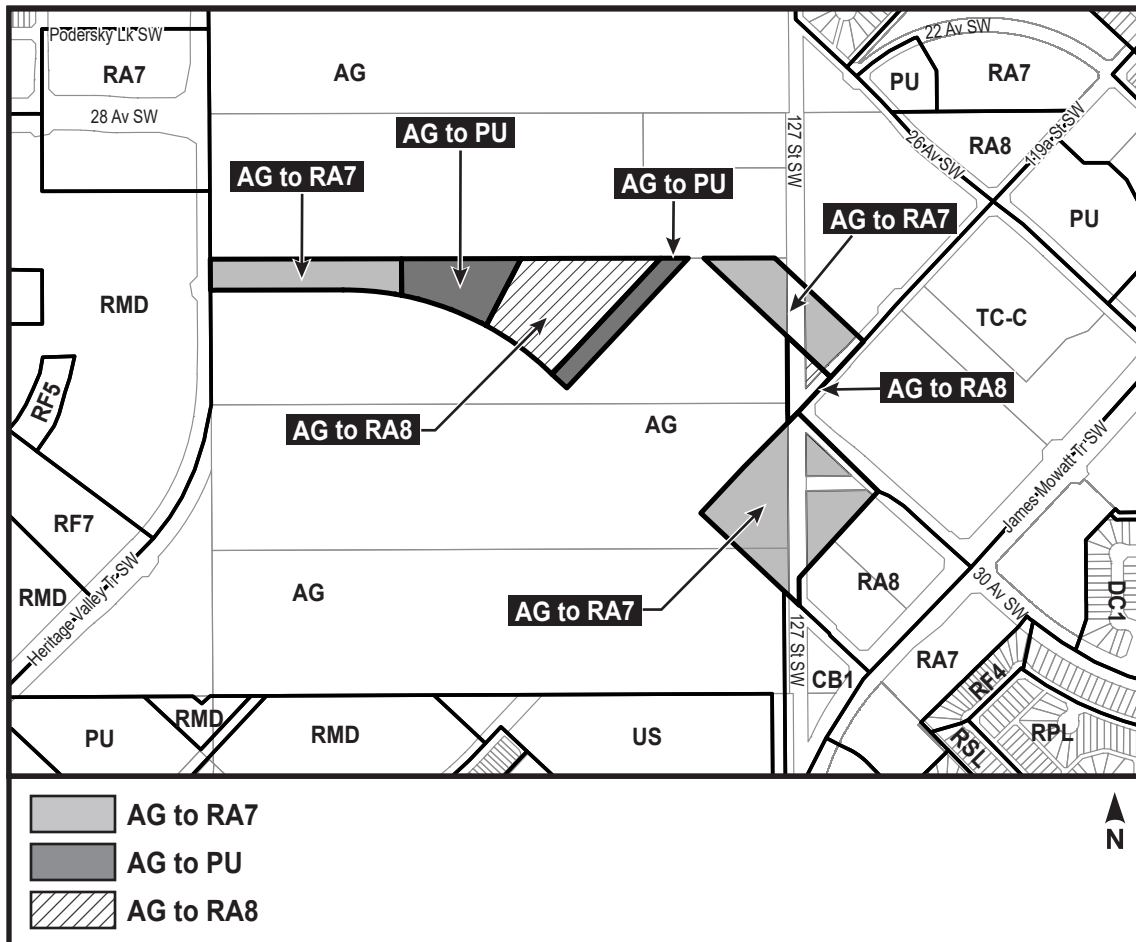 Podersky Lk SW
22 Av SW
RA7
AG
PU
RA7
28 Av SW
127 St SW
26 Av SW
RA8
119a St SW
AG to PU
AG to RA7
AG to PU
AG to RA7
PU
RMD
TC-C
RF5
AG to RA8
AG to RA8
AG
James Mowatt Tr SW
RF7
RMD
Heritage Valley Tr SW
AG
AG to RA7
RA8
30 Av SW
DC1
127 St SW
CB1
RA7
RF4
RSL
RPL
PU
RMD
RMD
US
AG to RA7
AG to PU
AG to RA8
N